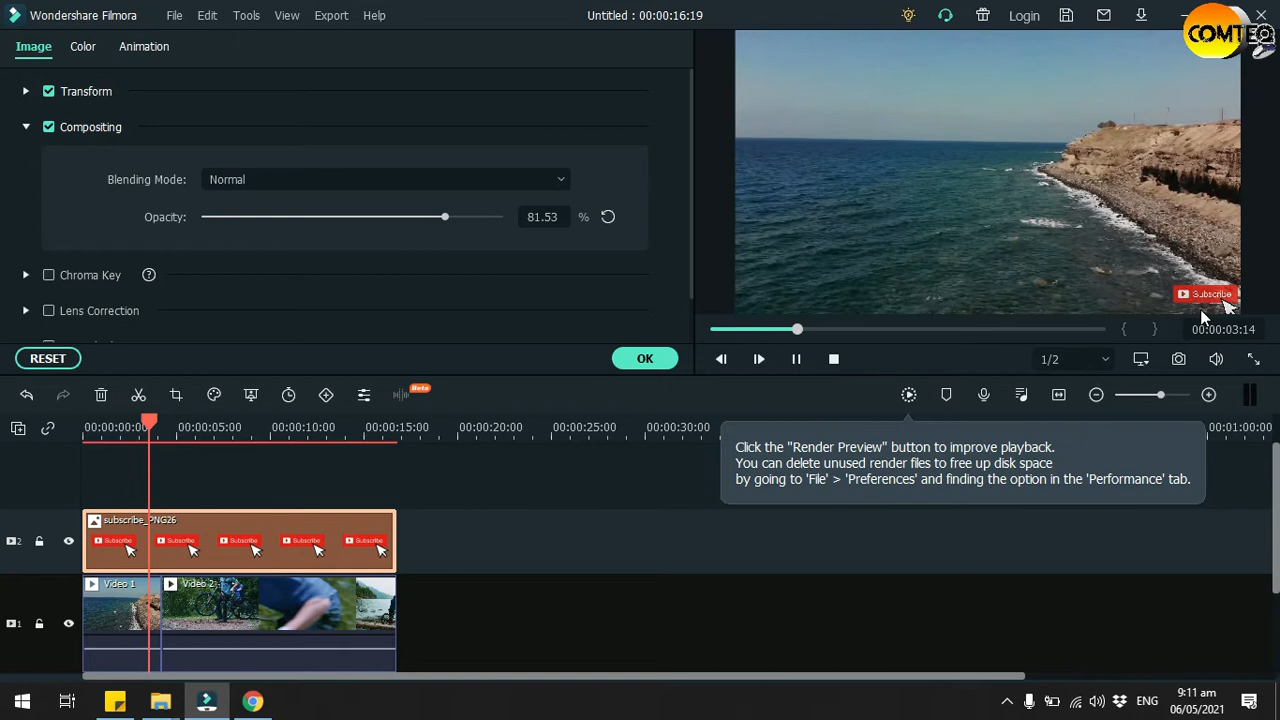 Wondershare Filmora
File
Edit
Tools
View
Export
Help
Untitled : 00:00:16:19
Login
Image
Color
Animation
Transform
Compositing
Blending Mode:
Normal
Opacity:
81.53
%
Chroma Key
Lens Correction
RESET
OK
Subscribe
00:00:03:14
1/2
Beta
00:00:00:00
00:00:05:00
00:00:10:00
00:00:15:00
00:00:20:00
00:00:25:00
00:00:30:00
00:01:00:00
Click the "Render Preview" button to improve playback.
You can delete unused render files to free up disk space
by going to 'File' > 'Preferences' and finding the option in the 'Performance' tab.
2
subscribe_PNG26
Subscribe
Subscribe
Subscribe
Subscribe
Subscribe
1
Video 1
Video 2
ENG
9:11 am
06/05/2021